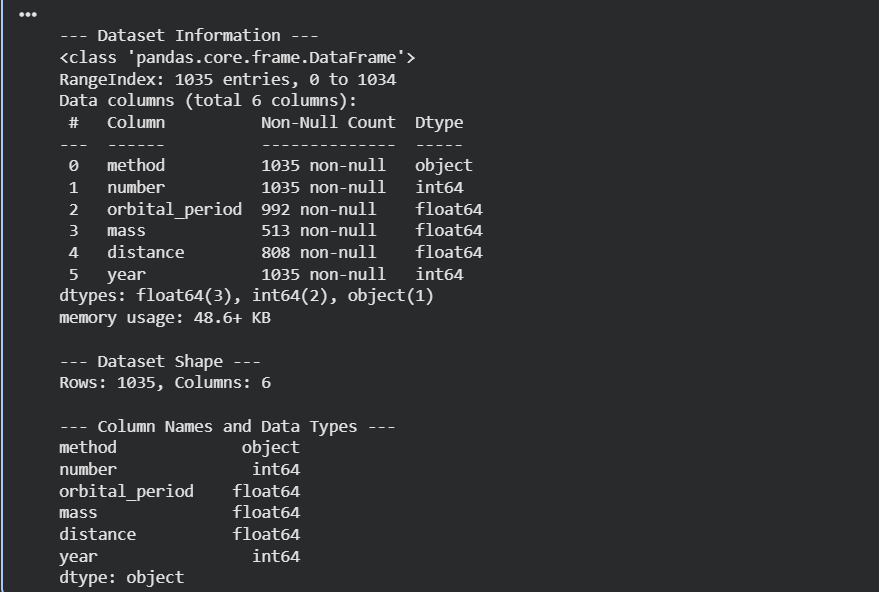 --- Dataset Information ---
<class 'pandas.core.frame.DataFrame'>
RangeIndex: 1035 entries, 0 to 1034
Data columns (total 6 columns):
 #   Column          Non-Null Count  Dtype
---  ------          --------------  -----
 0   method          1035 non-null   object
 1   number          1035 non-null   int64
 2   orbital_period  992 non-null    float64
 3   mass            513 non-null    float64
 4   distance        808 non-null    float64
 5   year            1035 non-null   int64
dtypes: float64(3), int64(2), object(1)
memory usage: 48.6+ KB

--- Dataset Shape ---
Rows: 1035, Columns: 6

--- Column Names and Data Types ---
method             object
number              int64
orbital_period    float64
mass              float64
distance          float64
year                int64
dtype: object